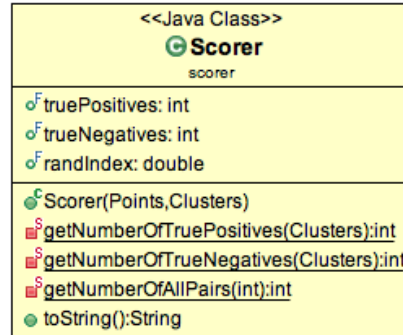 <<Java Class>>
C Scorer
scorer
F truePositives: int
F trueNegatives: int
F randIndex: double
C Scorer(Points,Clusters)
S getNumberOfTruePositives(Clusters):int
S getNumberOfTrueNegatives(Clusters):int
S getNumberOfAllPairs(int):int
toString():String